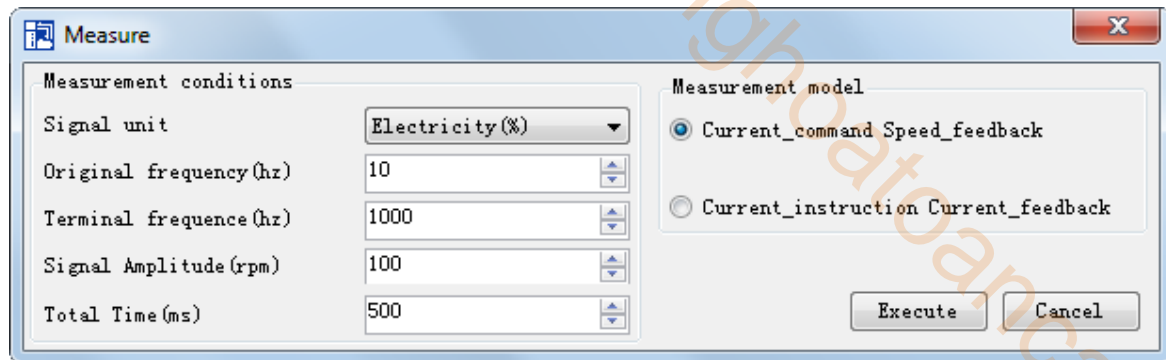 Measure
Measurement conditions
Signal unit
Electricity(%)
Original frequency(hz)
10
Terminal frequence(hz)
1000
Signal Amplitude(rpm)
100
Total Time(ms)
500
Measurement model
Current_command Speed_feedback
Current_instruction Current_feedback
Execute
Cancel